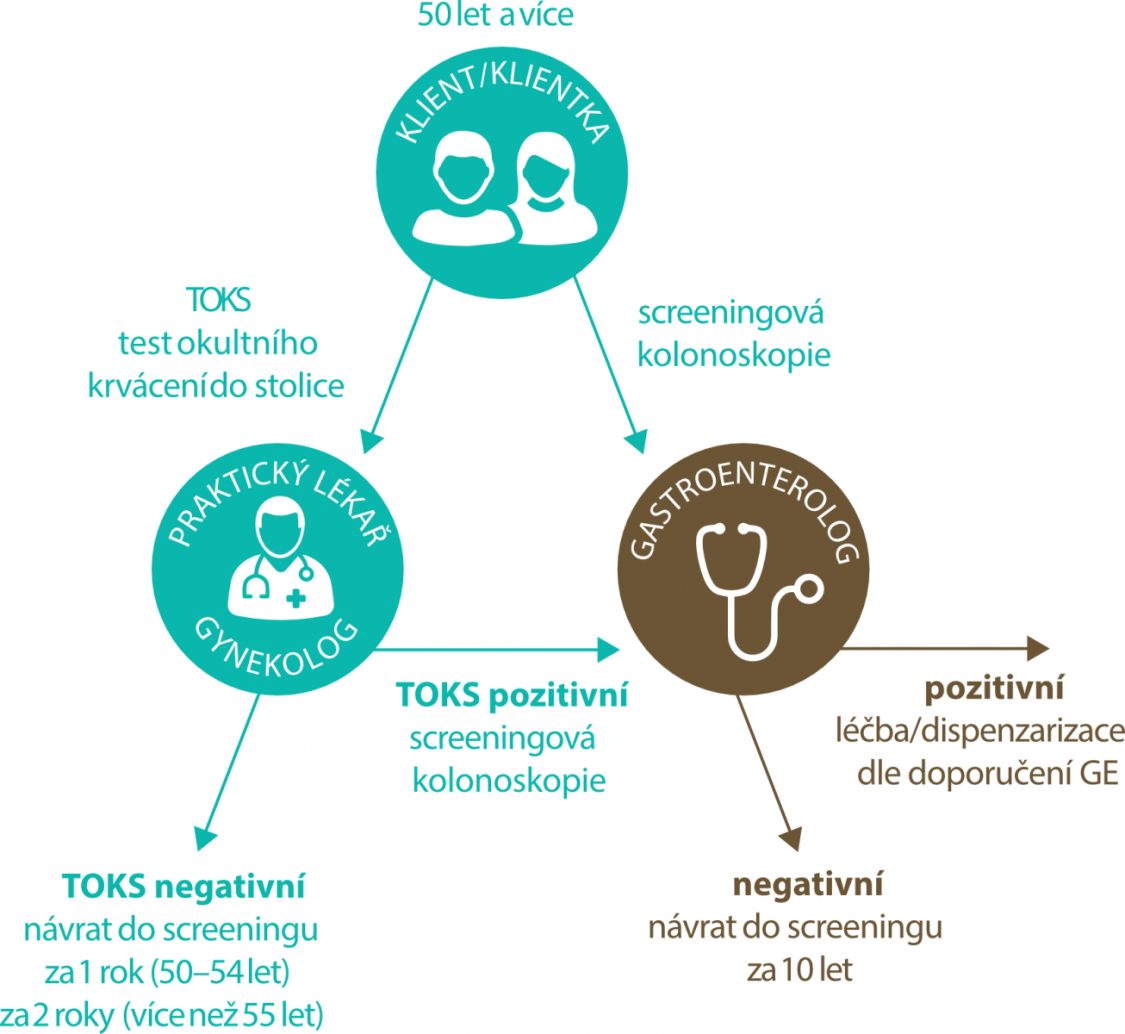 50 let a více
KLIENT/KLIENTKA
TOKS
test okultního
krvácení do stolice
screeningová
kolonoskopie
PRAKTICKÝ LÉKAŘ
GYNEKOLOG
GASTROENTEROLOG
TOKS pozitivní
screeningová
kolonoskopie
pozitivní
léčba/dispenzarizace
dle doporučení GE
TOKS negativní
návrat do screeningu
za 1 rok (50–54 let)
za 2 roky (více než 55 let)
negativní
návrat do screeningu
za 10 let